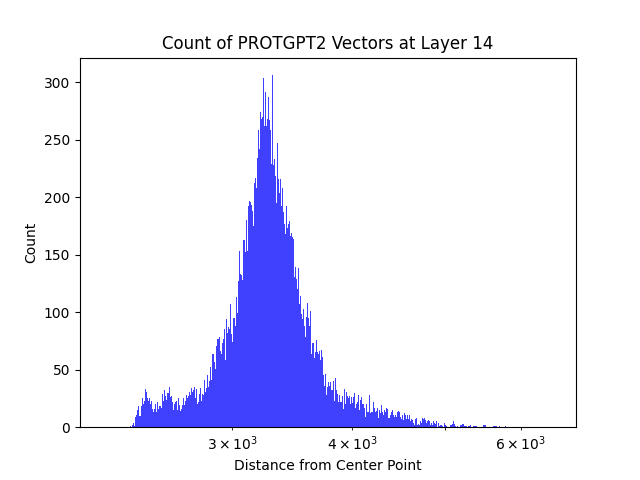 Count of PROTGPT2 Vectors at Layer 14
300
250
200
150
100
50
0
Count
3 × 10³
4 × 10³
6 × 10³
Distance from Center Point